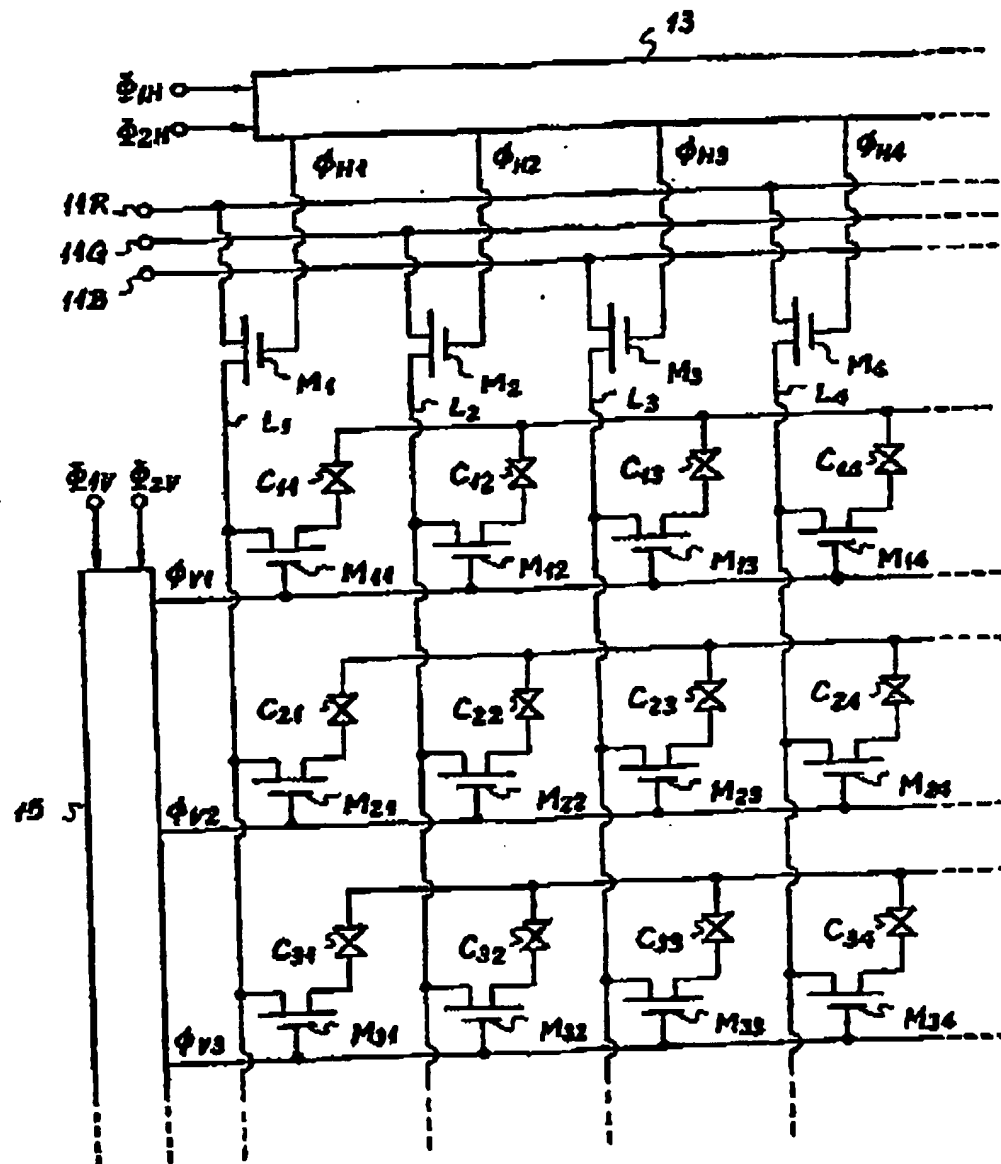 13
Φ1H
Φ2H
ϕH1 ϕH2 ϕH3 ϕH4
11R
11G
11B
M1 M2 M3 M4
L1 L2 L3 L4
Φ1V Φ2V
C11 C12 C13 C14
ϕV1 M11 M12 M13 M14
C21 C22 C23 C24
15 ϕV2 M21 M22 M23 M24
C31 C32 C33 C34
ϕV3 M31 M32 M33 M34